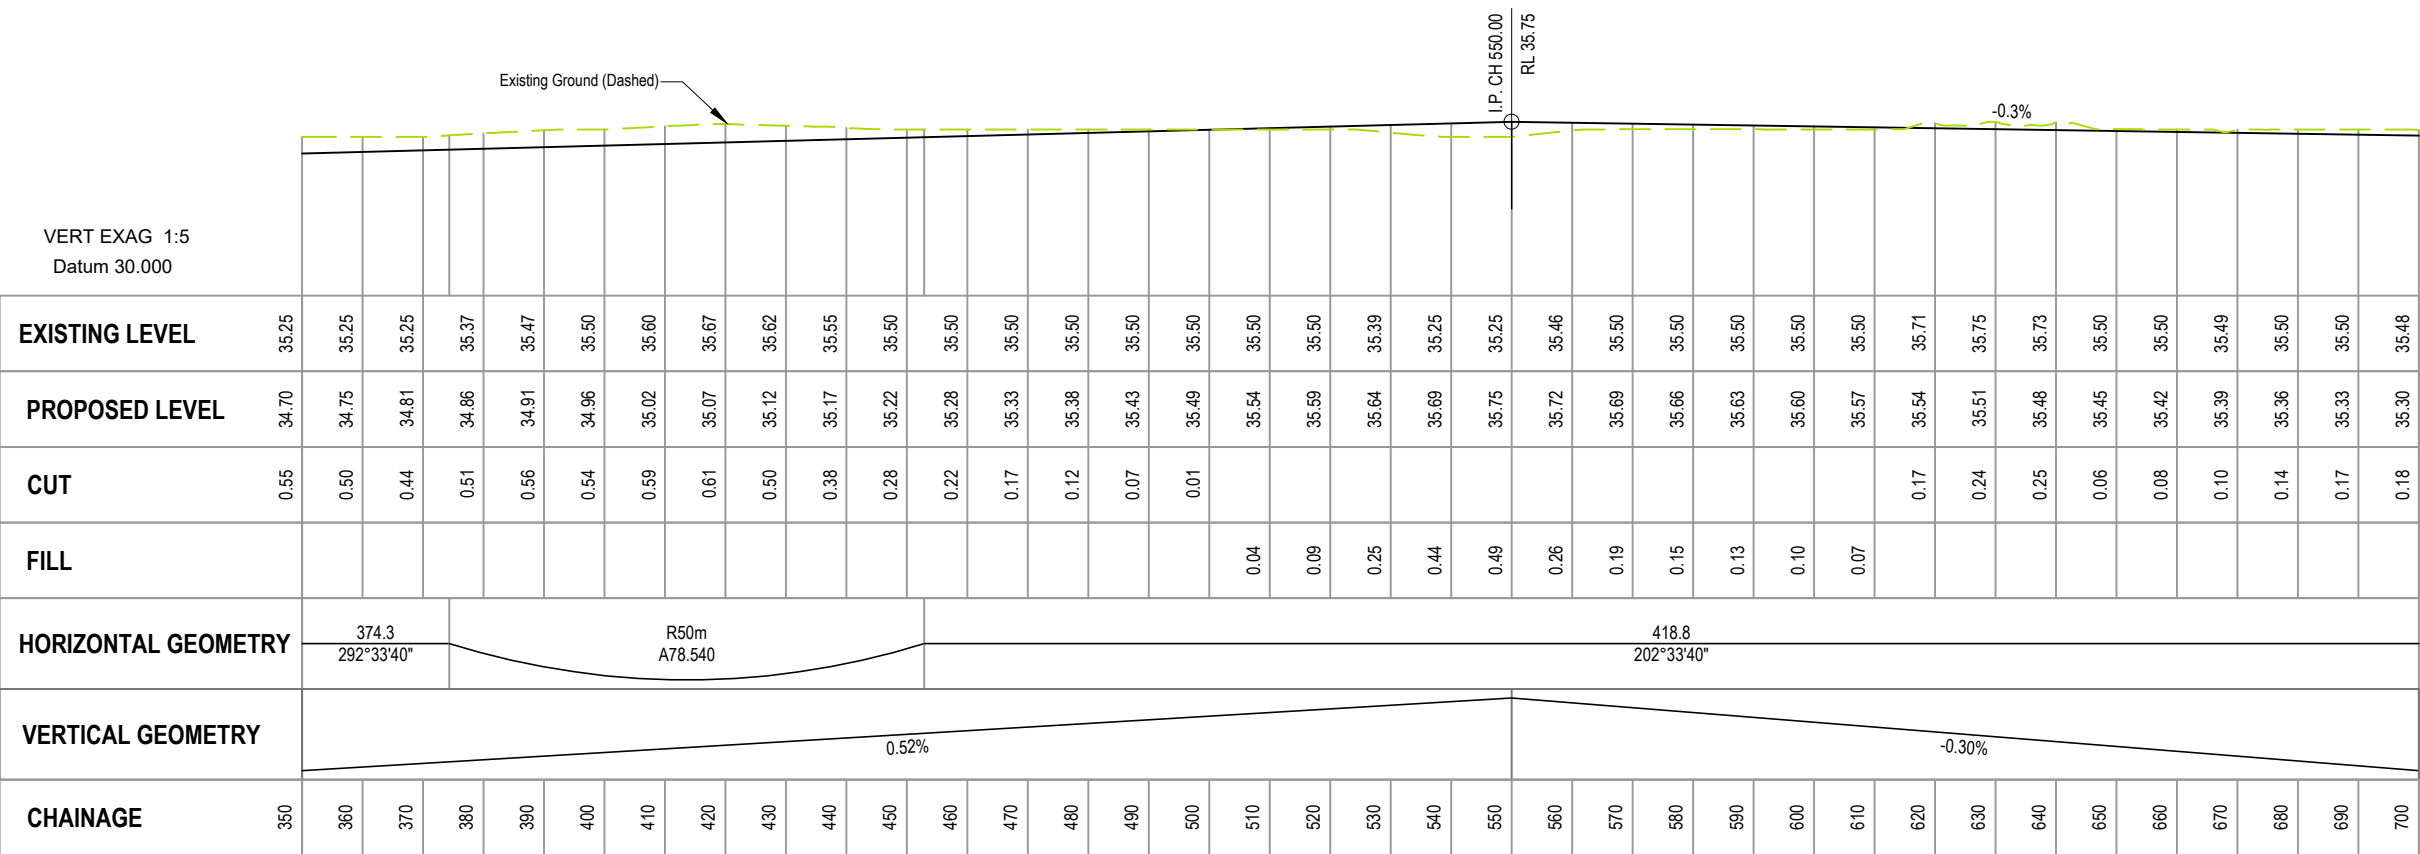 I.P. CH 550.00
RL 35.75
Existing Ground (Dashed)
-0.3%
VERT EXAG 1:5
Datum 30.000
EXISTING LEVEL 35.25 35.25 35.25 35.37 35.47 35.50 35.60 35.67 35.62 35.55 35.50 35.50 35.50 35.50 35.50 35.50 35.50 35.50 35.39 35.25 35.25 35.46 35.50 35.50 35.50 35.50 35.50 35.71 35.75 35.73 35.50 35.50 35.49 35.50 35.50 35.48
PROPOSED LEVEL 34.70 34.75 34.81 34.86 34.91 34.96 35.02 35.07 35.12 35.17 35.22 35.28 35.33 35.38 35.43 35.49 35.54 35.59 35.64 35.69 35.75 35.72 35.69 35.66 35.63 35.60 35.57 35.54 35.51 35.48 35.45 35.42 35.39 35.36 35.33 35.30
CUT 0.55 0.50 0.44 0.51 0.56 0.54 0.59 0.61 0.50 0.38 0.28 0.22 0.17 0.12 0.07 0.01 0.17 0.24 0.25 0.06 0.08 0.10 0.14 0.17 0.18
FILL 0.04 0.09 0.25 0.44 0.49 0.26 0.19 0.15 0.13 0.10 0.07
HORIZONTAL GEOMETRY
374.3
292°33'40"
R50m
A78.540
418.8
202°33'40"
VERTICAL GEOMETRY
0.52%
-0.30%
CHAINAGE 350 360 370 380 390 400 410 420 430 440 450 460 470 480 490 500 510 520 530 540 550 560 570 580 590 600 610 620 630 640 650 660 670 680 690 700